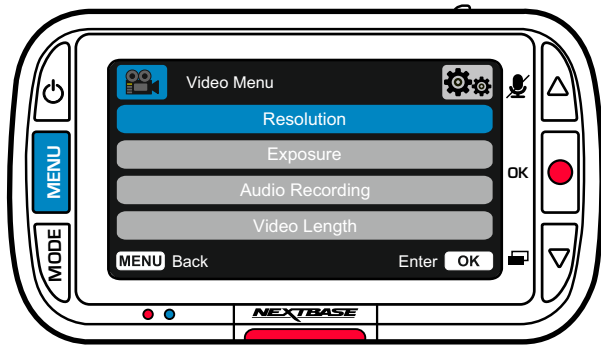 Video Menu
Resolution
MENU
Exposure
OK
Audio Recording
Video Length
MODE
MENU Back
Enter OK
NEXTBASE